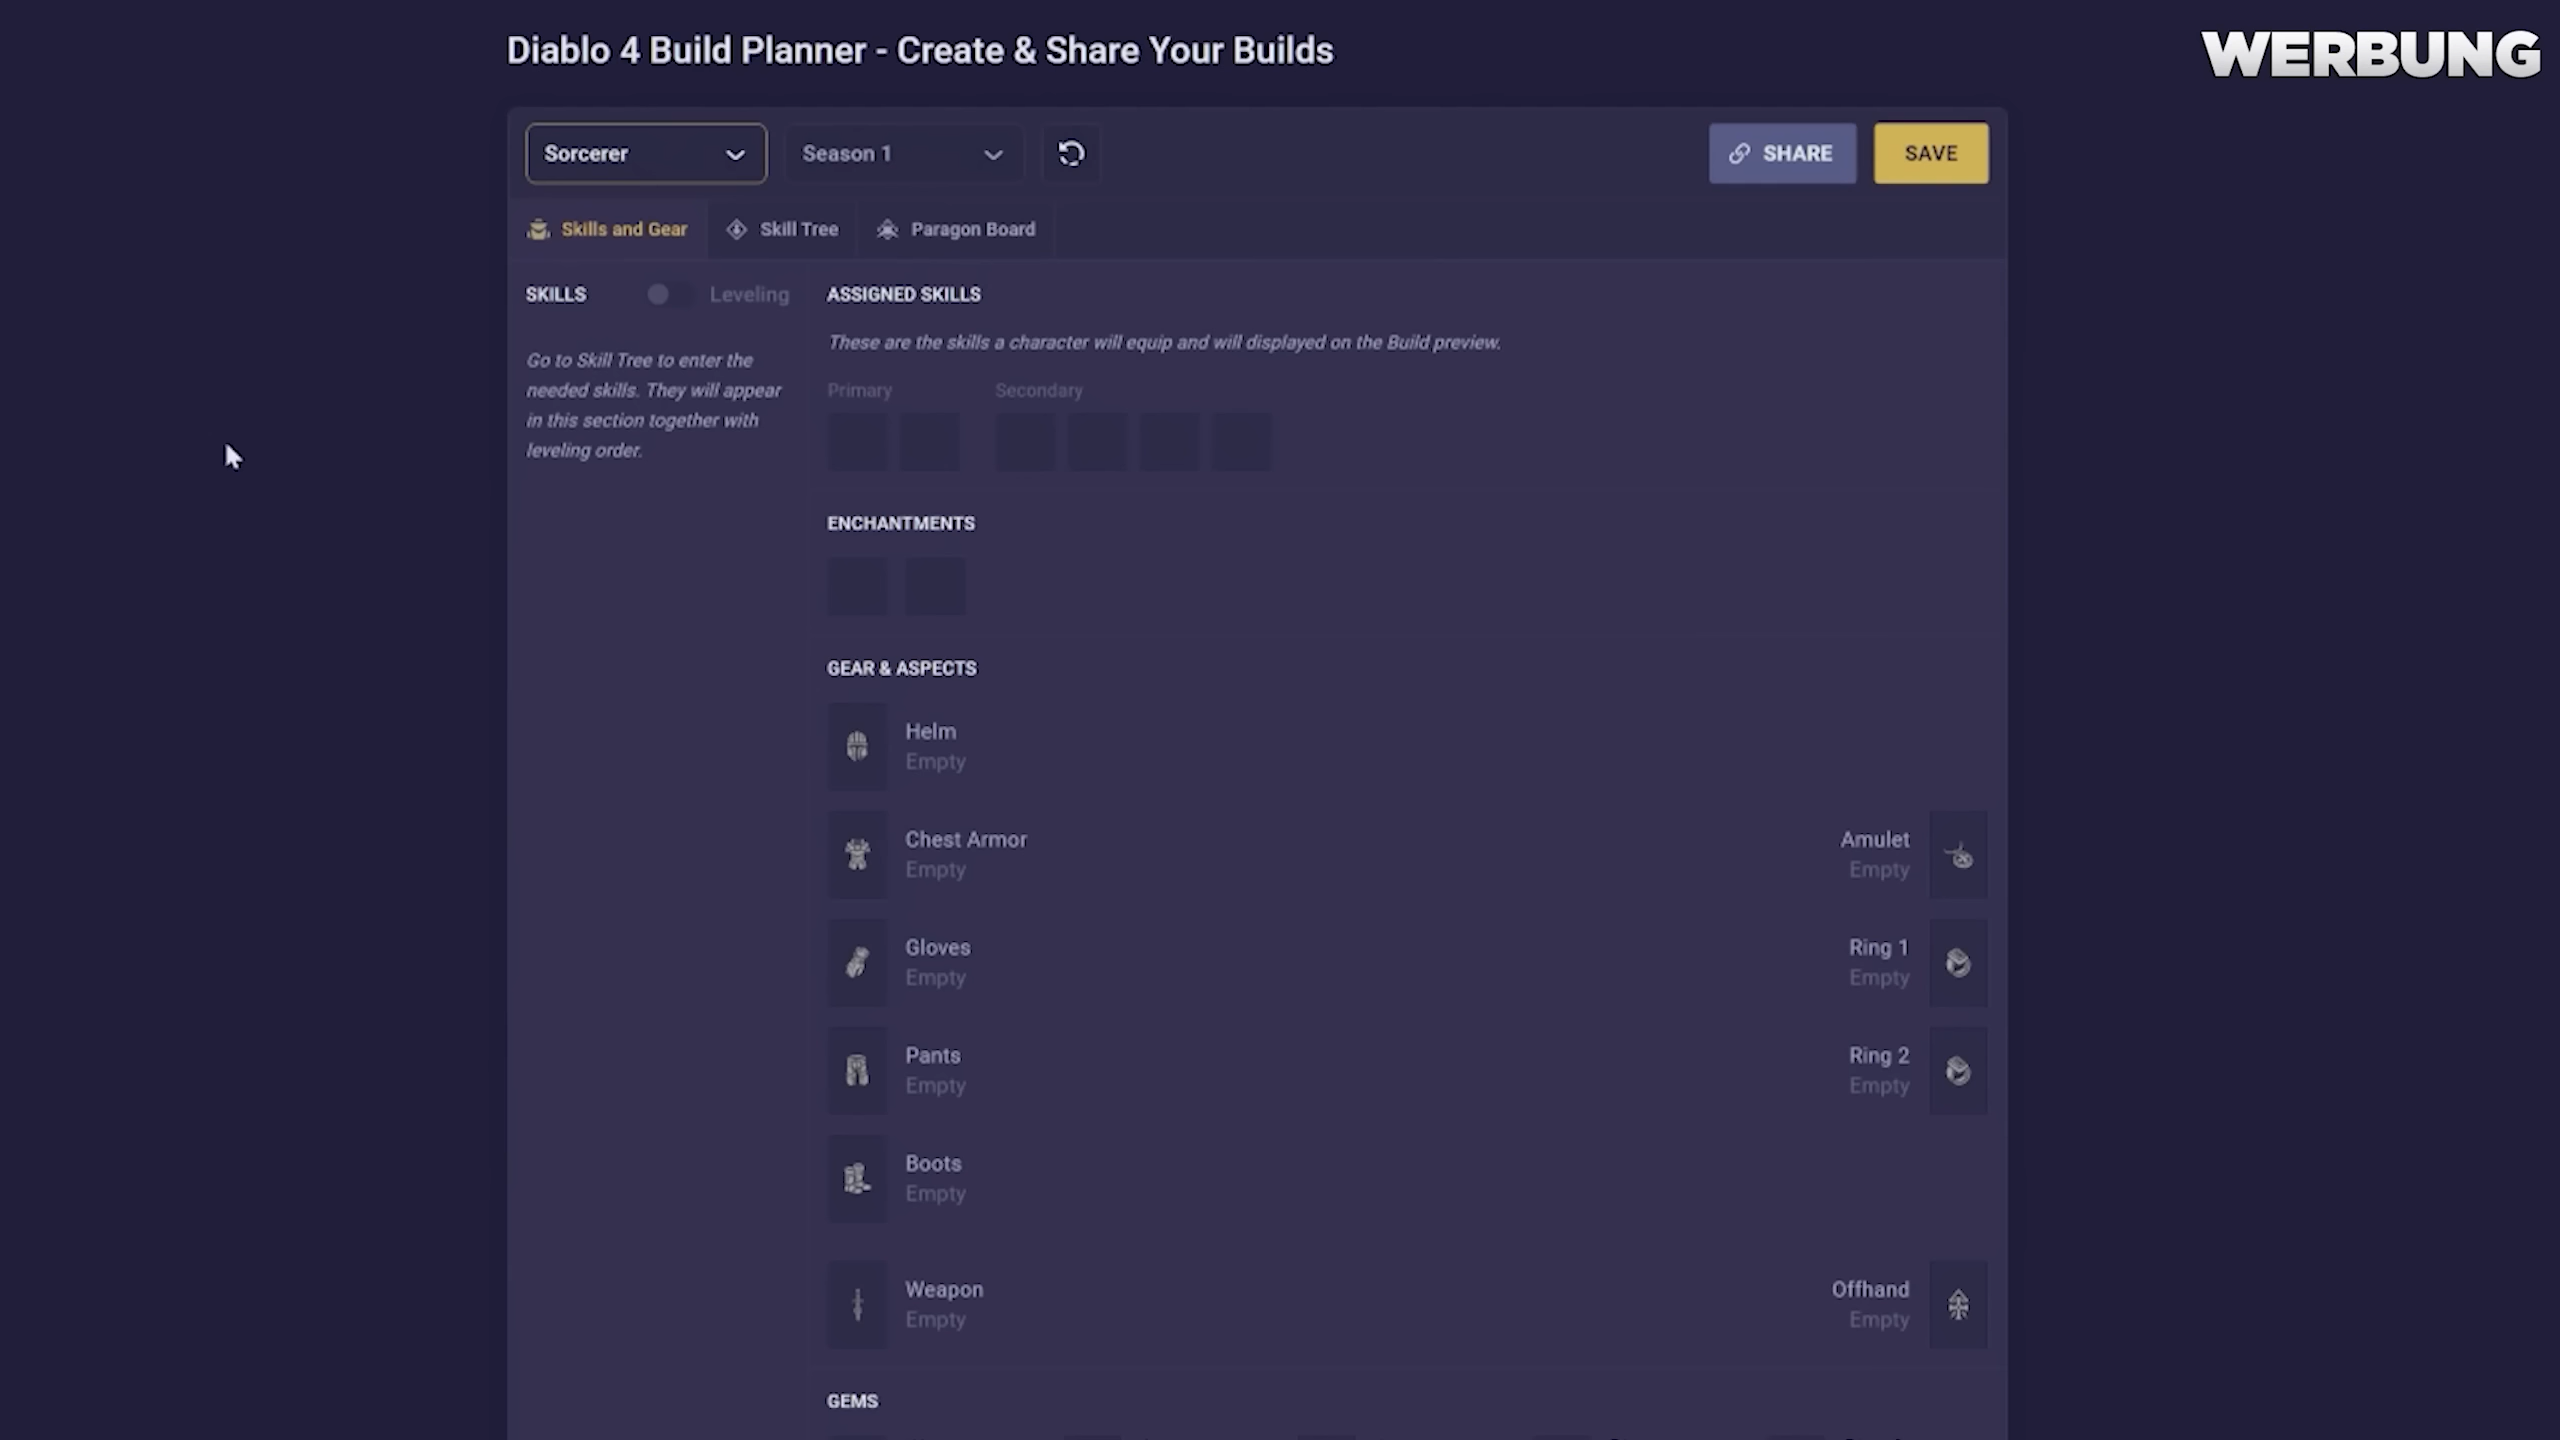 Diablo 4 Build Planner - Create & Share Your Builds
WERBUNG
Sorcerer
Season 1
SHARE
SAVE
Skills and Gear
Skill Tree
Paragon Board
SKILLS
Leveling
Go to Skill Tree to enter the
needed skills. They will appear
in this section together with
leveling order.
ASSIGNED SKILLS
These are the skills a character will equip and will displayed on the Build preview.
Primary
Secondary
ENCHANTMENTS
GEAR & ASPECTS
Helm
Empty
Chest Armor
Empty
Amulet
Empty
Gloves
Empty
Ring 1
Empty
Pants
Empty
Ring 2
Empty
Boots
Empty
Weapon
Empty
Offhand
Empty
GEMS